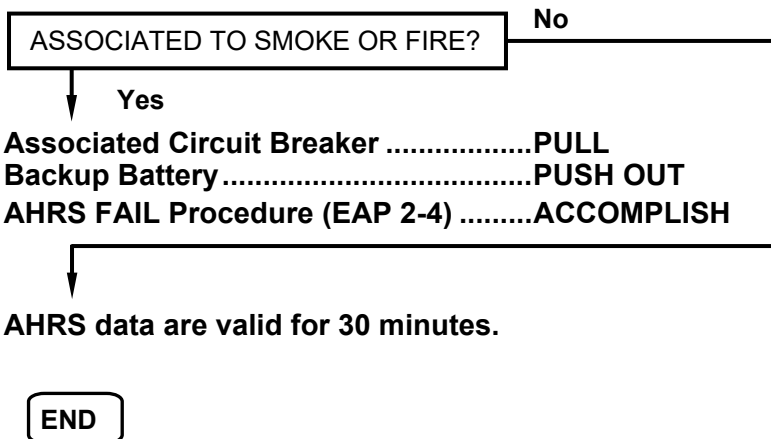 No
ASSOCIATED TO SMOKE OR FIRE?
Yes
Associated Circuit Breaker ..................PULL
Backup Battery.....................................PUSH OUT
AHRS FAIL Procedure (EAP 2-4) .........ACCOMPLISH
AHRS data are valid for 30 minutes.
END